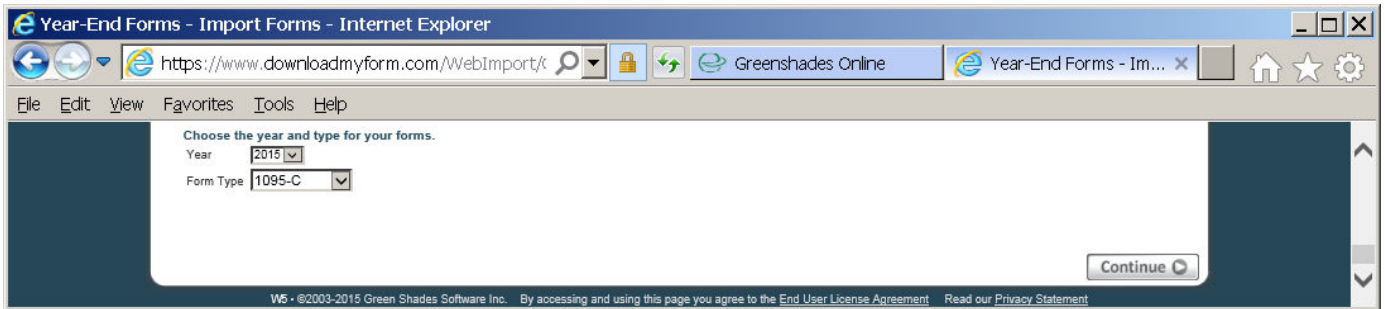 Year-End Forms - Import Forms - Internet Explorer
https://www.downloadmyform.com/WebImport/ Greenshades Online Year-End Forms - Im...
File Edit View Favorites Tools Help
Choose the year and type for your forms.
Year 2015
Form Type 1095-C
Continue
W5 - ©2003-2015 Green Shades Software Inc. By accessing and using this page you agree to the End User License Agreement Read our Privacy Statement